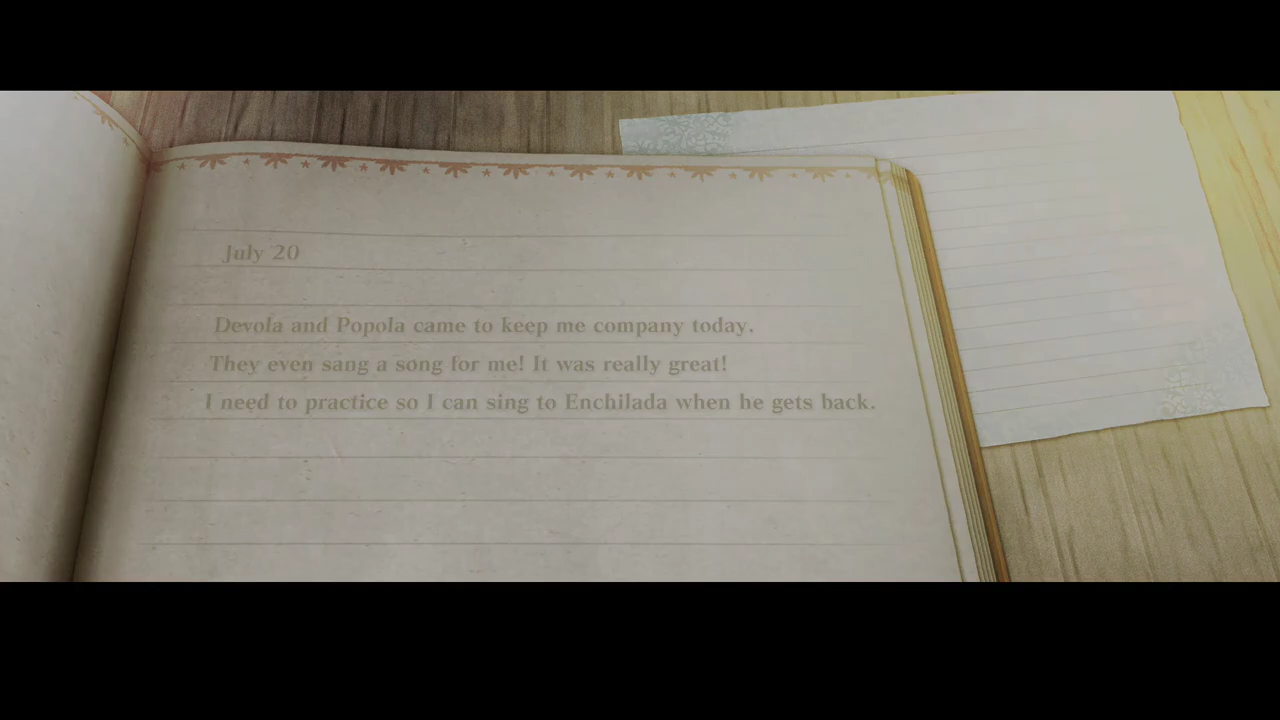 July 20
Devola and Popola came to keep me company today.
They even sang a song for me! It was really great!
I need to practice so I can sing to Enchilada when he gets back.